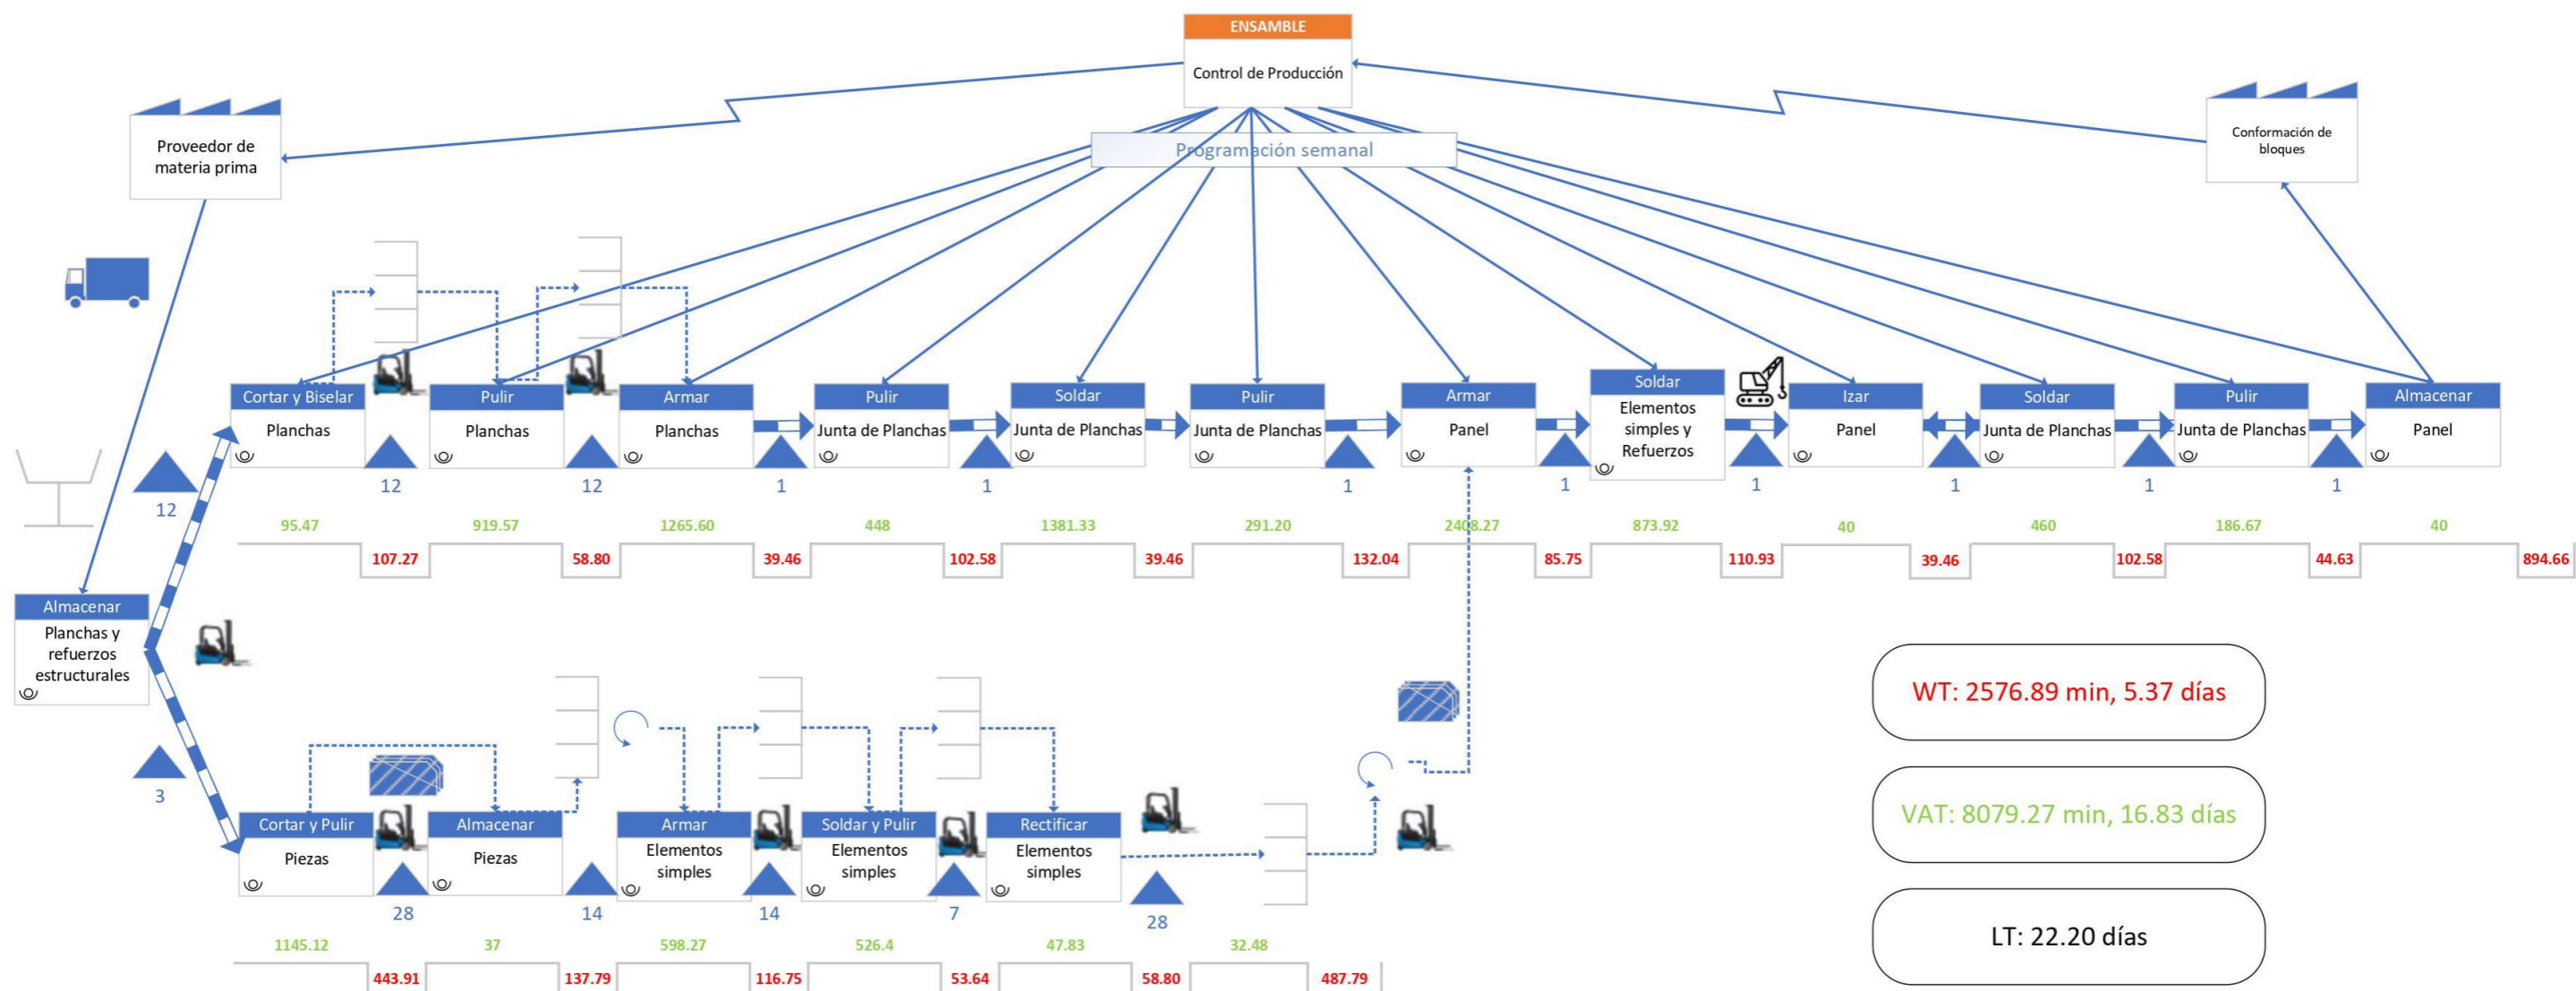 ENSAMBLE
Control de Producción
Programación semanal
Proveedor de
materia prima
Conformación de
bloques
Cortar y Biselar
Planchas
Pulir
Planchas
Armar
Planchas
Pulir
Junta de Planchas
Soldar
Junta de Planchas
Pulir
Junta de Planchas
Armar
Panel
Soldar
Elementos
simples y
Refuerzos
Izar
Panel
Soldar
Junta de Planchas
Pulir
Junta de Planchas
Almacenar
Panel
12
12
12
1
1
1
1
1
1
1
1
95.47
919.57
1265.60
448
1381.33
291.20
2408.27
873.92
40
460
186.67
40
107.27
58.80
39.46
102.58
39.46
132.04
85.75
110.93
39.46
102.58
44.63
894.66
Almacenar
Planchas y
refuerzos
estructurales
3
Cortar y Pulir
Piezas
Almacenar
Piezas
Armar
Elementos
simples
Soldar y Pulir
Elementos
simples
Rectificar
Elementos
simples
28
14
14
7
28
1145.12
37
598.27
526.4
47.83
32.48
443.91
137.79
116.75
53.64
58.80
487.79
WT: 2576.89 min, 5.37 días
VAT: 8079.27 min, 16.83 días
LT: 22.20 días